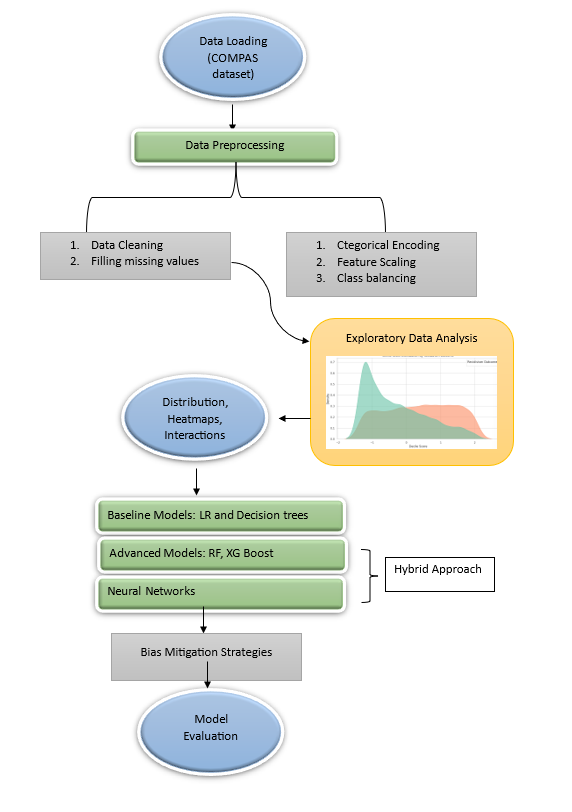 Data Loading
(COMPAS
dataset)
Data Preprocessing
1. Data Cleaning
2. Filling missing values
1. Ctegorical Encoding
2. Feature Scaling
3. Class balancing
Exploratory Data Analysis
Distribution,
Heatmaps,
Interactions
Baseline Models: LR and Decision trees
Advanced Models: RF, XG Boost
Neural Networks
Hybrid Approach
Bias Mitigation Strategies
Model
Evaluation